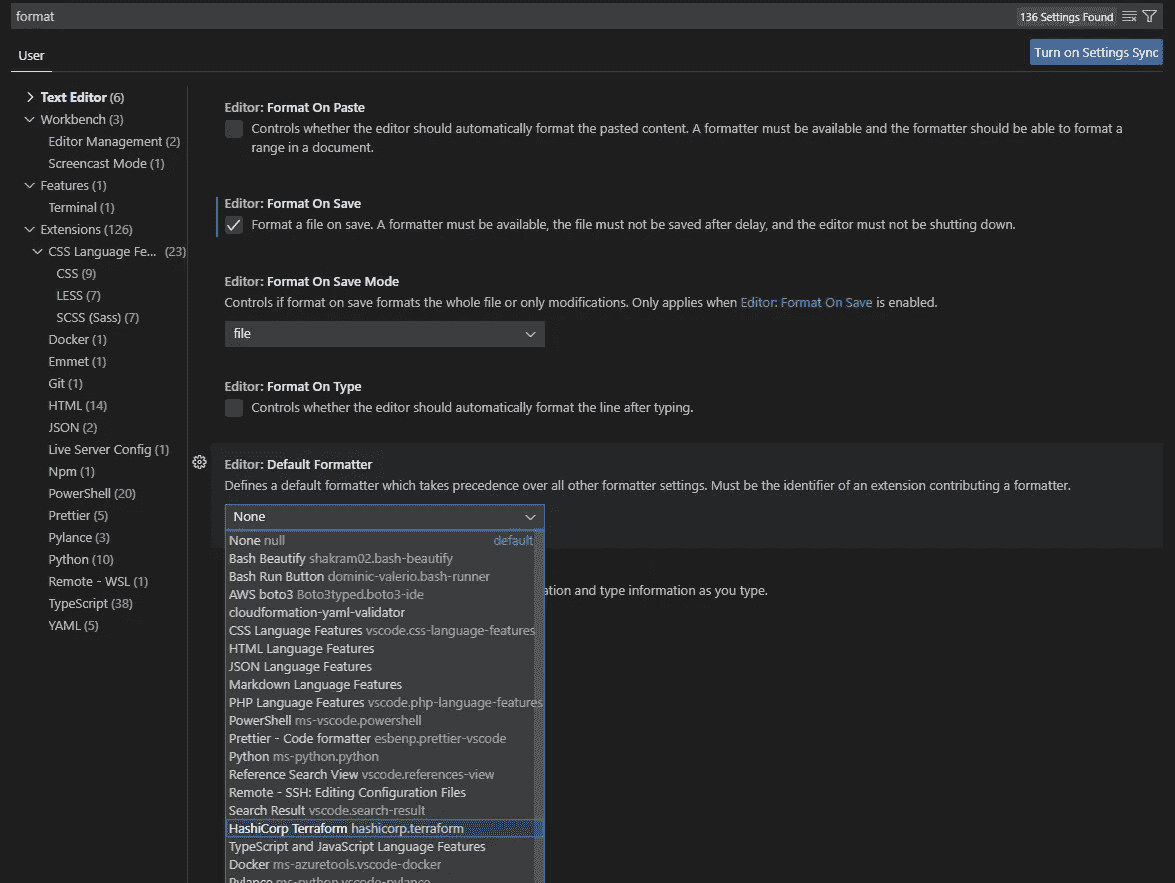 format
136 Settings Found
User
Turn on Settings Sync
Text Editor (6)
Workbench (3)
Editor Management (2)
Screencast Mode (1)
Features (1)
Terminal (1)
Extensions (126)
CSS Language Fe... (23)
CSS (9)
LESS (7)
SCSS (Sass) (7)
Docker (1)
Emmet (1)
Git (1)
HTML (14)
JSON (2)
Live Server Config (1)
Npm (1)
PowerShell (20)
Prettier (5)
Pylance (3)
Python (10)
Remote - WSL (1)
TypeScript (38)
YAML (5)
Editor: Format On Paste
Controls whether the editor should automatically format the pasted content. A formatter must be available and the formatter should be able to format a
range in a document.
Editor: Format On Save
Format a file on save. A formatter must be available, the file must not be saved after delay, and the editor must not be shutting down.
Editor: Format On Save Mode
Controls if format on save formats the whole file or only modifications. Only applies when Editor: Format On Save is enabled.
file
Editor: Format On Type
Controls whether the editor should automatically format the line after typing.
Editor: Default Formatter
Defines a default formatter which takes precedence over all other formatter settings. Must be the identifier of an extension contributing a formatter.
None
None null default
Bash Beautify shakram02.bash-beautify
Bash Run Button dominic-valerio.bash-runner
AWS boto3 Boto3typed.boto3-ide
ation and type information as you type.
cloudformation-yaml-validator
CSS Language Features vscode.css-language-features
HTML Language Features
JSON Language Features
Markdown Language Features
PHP Language Features vscode.php-language-features
PowerShell ms-vscode.powershell
Prettier - Code formatter esbenp.prettier-vscode
Python ms-python.python
Reference Search View vscode.references-view
Remote - SSH: Editing Configuration Files
Search Result vscode.search-result
HashiCorp Terraform hashicorp.terraform
TypeScript and JavaScript Language Features
Docker ms-azuretools.vscode-docker
Pylance ms-python.vscode-pylance